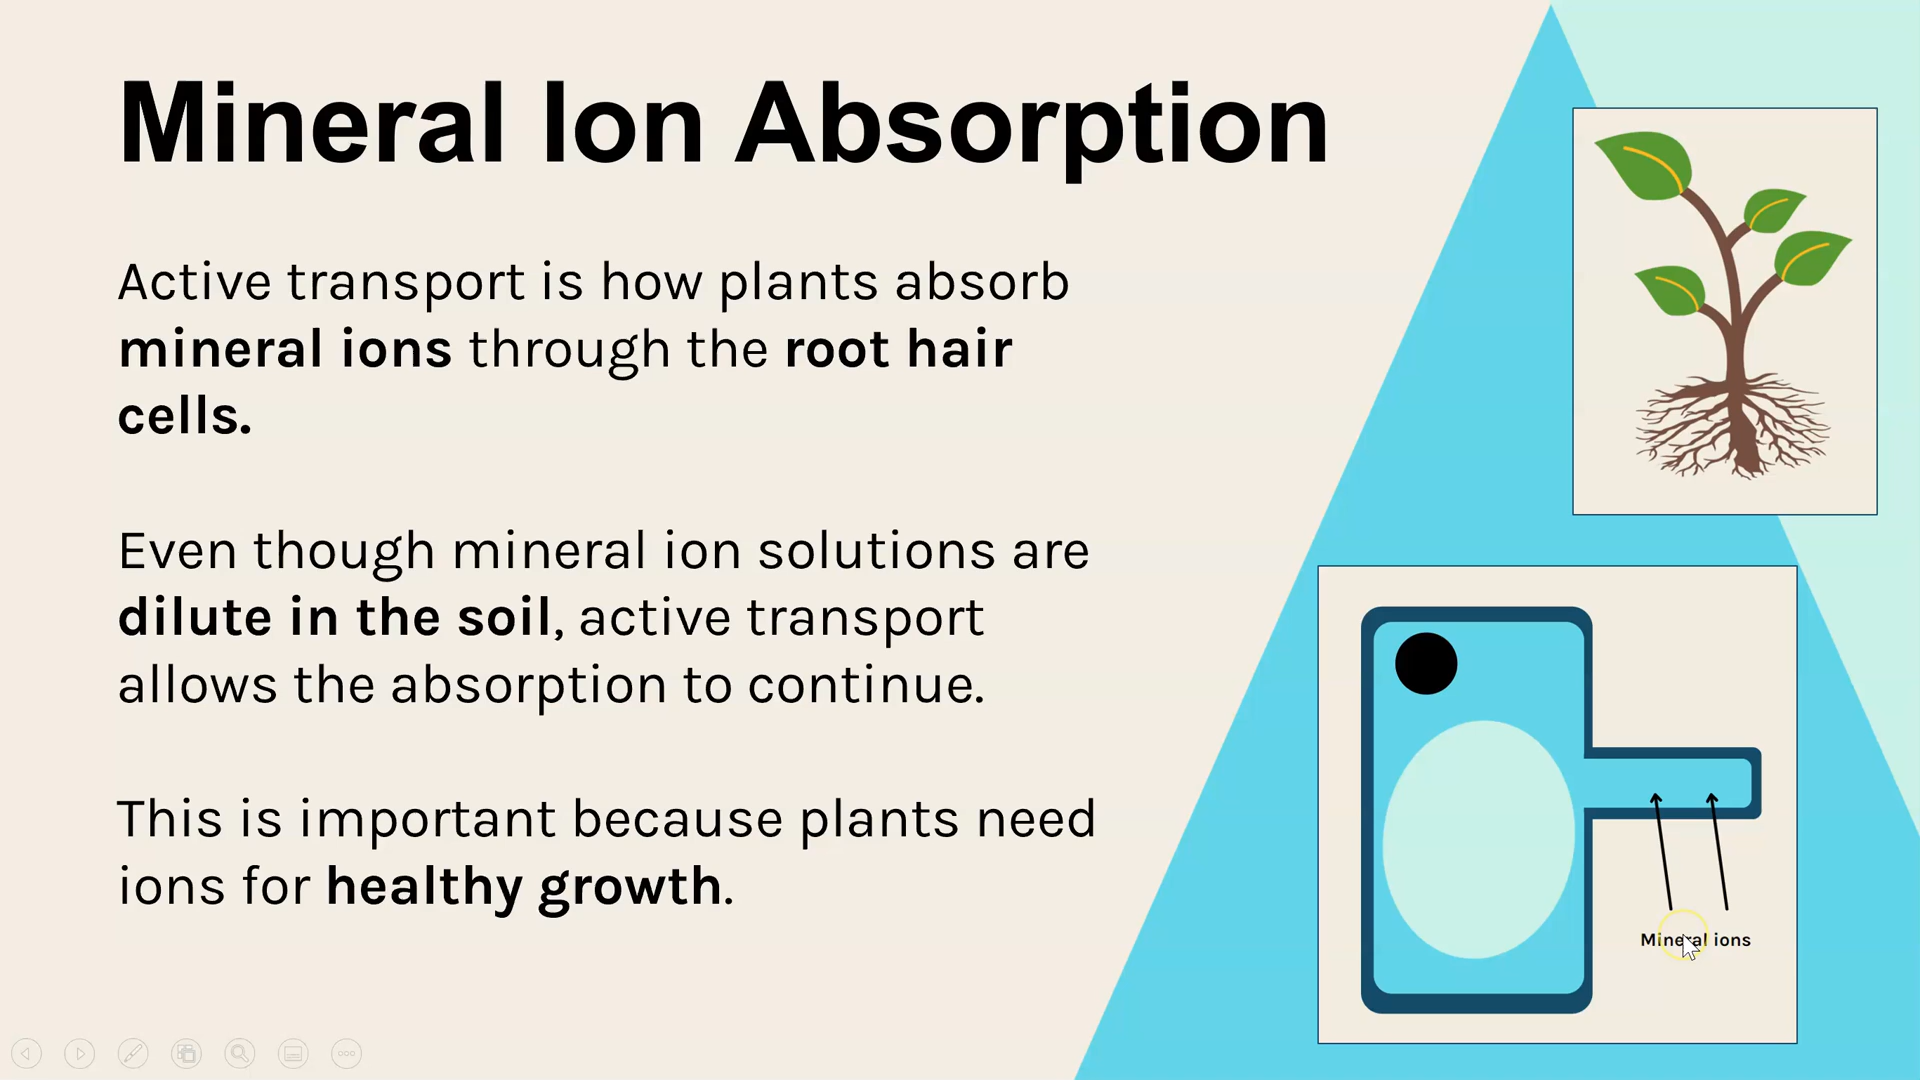 Mineral Ion Absorption
Active transport is how plants absorb
mineral ions through the root hair
cells.
Even though mineral ion solutions are
dilute in the soil, active transport
allows the absorption to continue.
This is important because plants need
ions for healthy growth.
Mineral ions